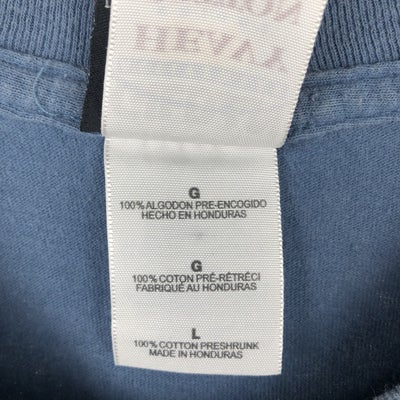 HEAVY
G
100% ALGODON PRE-ENCOGIDO
HECHO EN HONDURAS
G
100% COTON PRÉ-RÉTRÉCI
FABRIQUÉ AU HONDURAS
L
100% COTTON PRESHRUNK
MADE IN HONDURAS